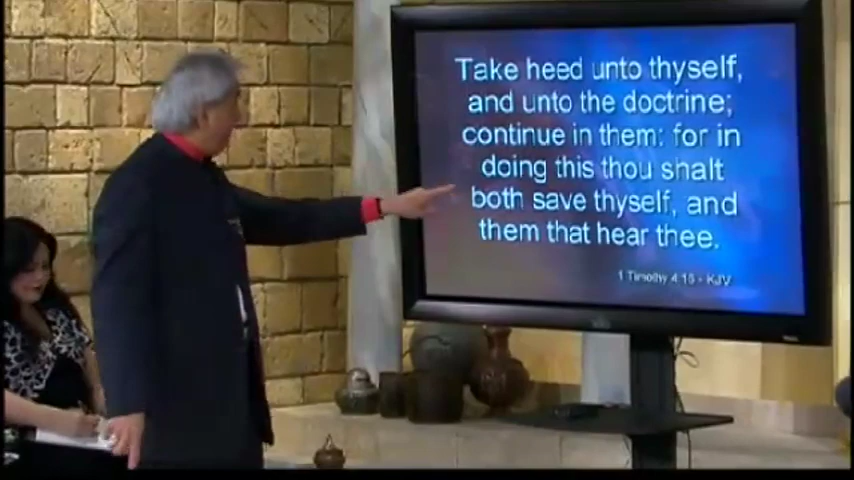 Take heed unto thyself,
and unto the doctrine;
continue in them: for in
doing this thou shalt
both save thyself, and
them that hear thee.
1 Timothy 4:16 - KJV